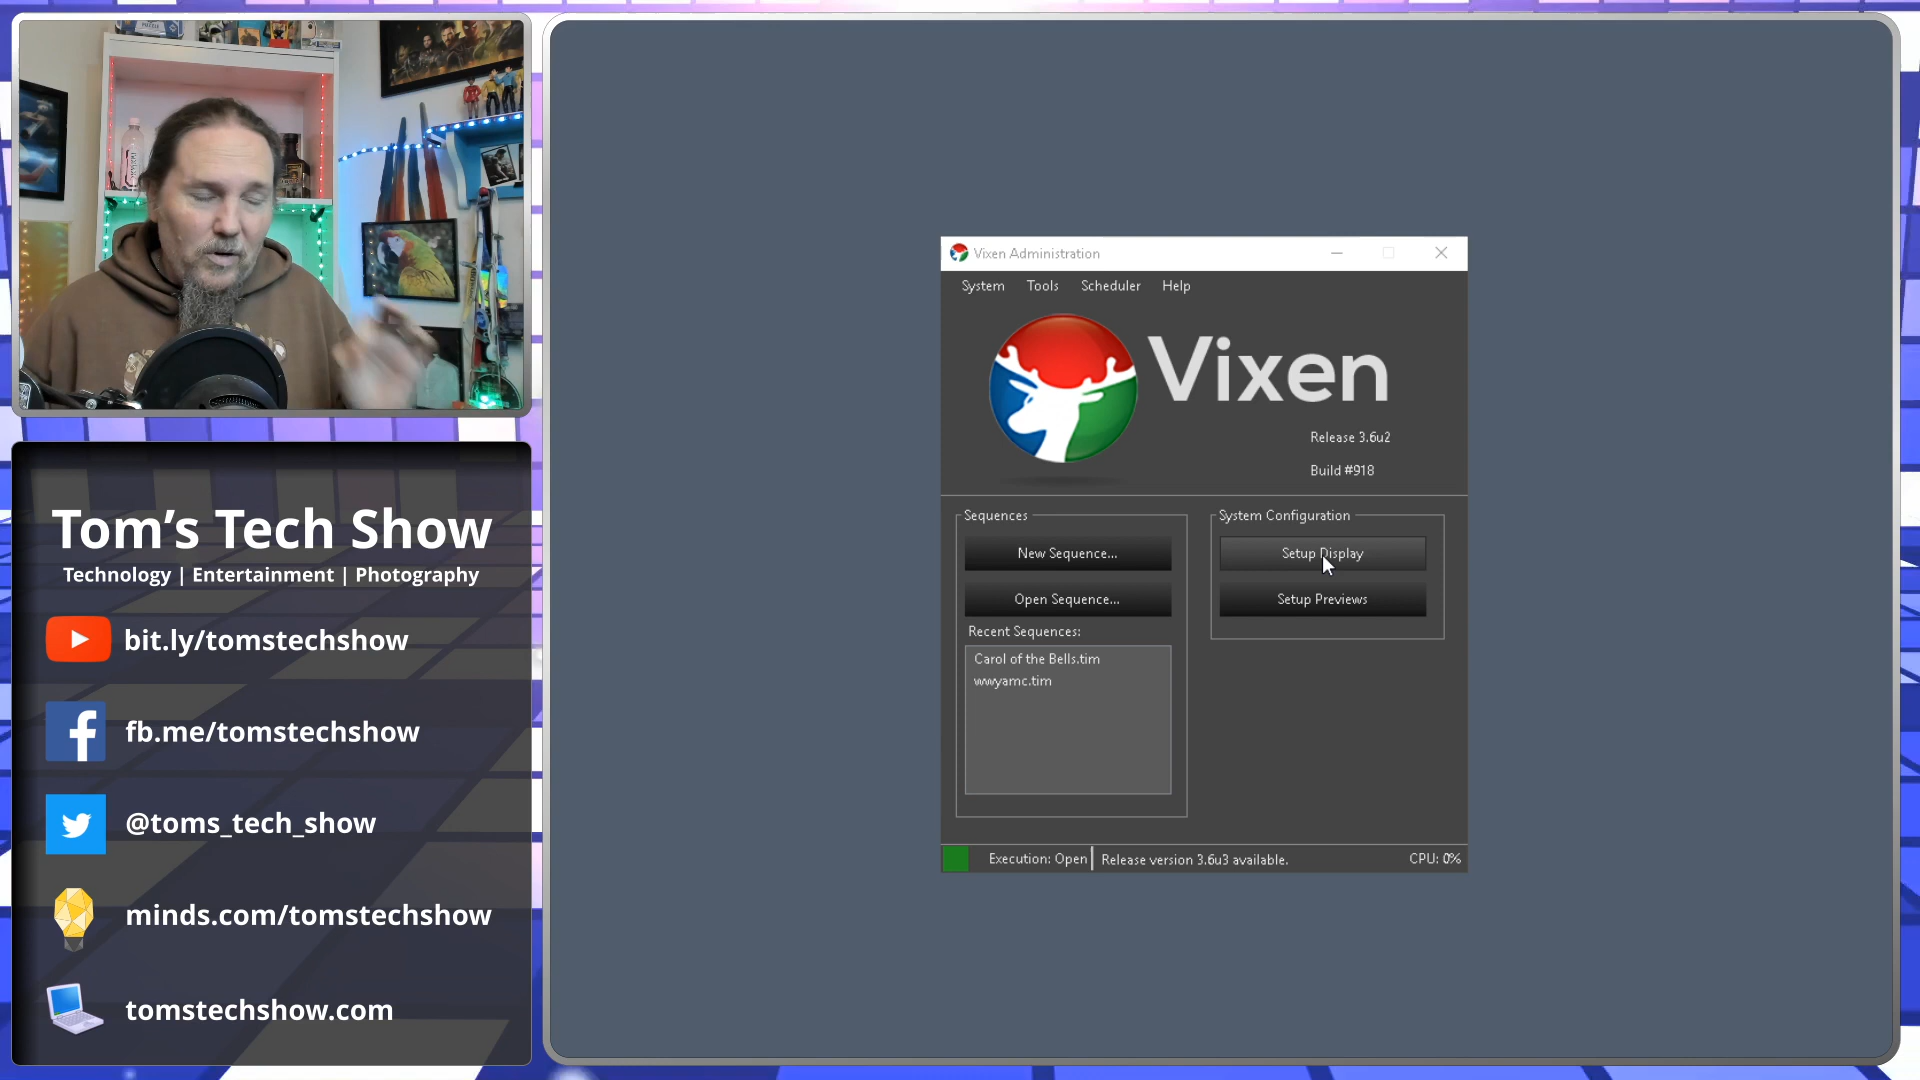 Vixen Administration
System Tools Scheduler Help
Vixen
Release 3.6u2
Build #918
Sequences
New Sequence...
Open Sequence...
Recent Sequences:
Carol of the Bells.tim
wwyamc.tim
System Configuration
Setup Display
Setup Previews
Execution: Open
Release version 3.6u3 available.
CPU: 0%
Tom's Tech Show
Technology | Entertainment | Photography
bit.ly/tomstechshow
fb.me/tomstechshow
@toms_tech_show
minds.com/tomstechshow
tomstechshow.com